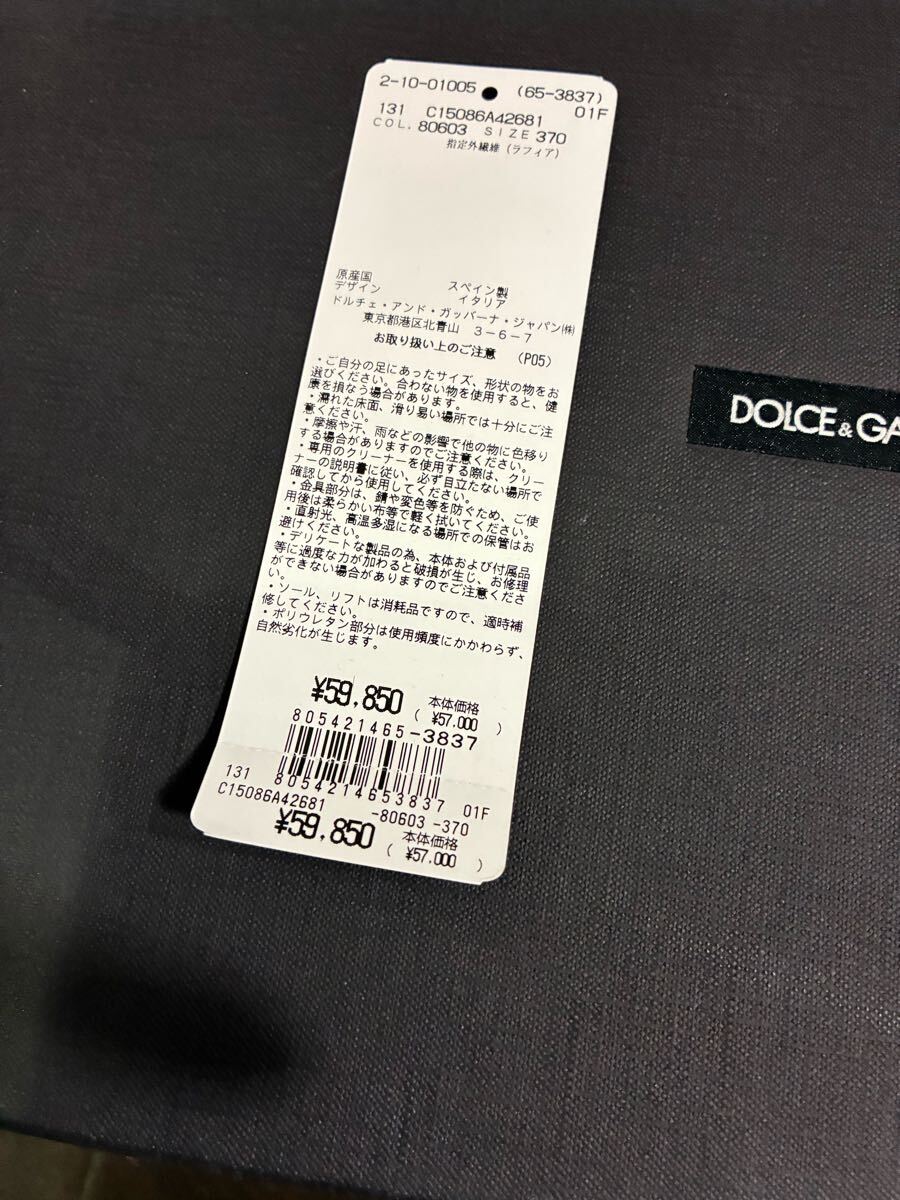 2-10-01005 (65-3837)
131 C15086A42681 01F
COL. 80603 SIZE 370
指定外繊維（ラフィア）
原産国 スペイン製
デザイン イタリア
ドルチェ・アンド・ガッバーナ・ジャパン㈱
東京都港区北青山 3-6-7
お取り扱い上のご注意 (P05)
・ご自分の足にあったサイズ、形状の物をお
選びください。合わない物を使用すると、健
康を損なう場合があります。
・濡れた床面、滑り易い場所では十分にご注
意ください。
・摩擦や汗、雨などの影響で他の物に色移り
する場合がありますのでご注意ください。
・専用のクリーナーを使用する際は、クリー
ナーの説明書に従い、必ず目立たない場所で
確認してから使用してください。
・金具部分は、錆や変色等を防ぐため、ご使
用後は柔らかい布等で軽く拭いてください。
・直射光、高温多湿になる場所での保管はお
避けください。
・デリケートな製品の為、本体および付属品
等に過度な力が加わると破損が生じ、お修理
ができない場合がありますのでご注意くださ
い。
・ソール、リフトは消耗品ですので、適時補
修してください。
・ポリウレタン部分は使用頻度にかかわらず、
自然劣化が生じます。
¥59,850 本体価格
( ¥57,000 )
805421465-3837
8054214653837
131 01F
C15086A42681 -80603 -370
¥59,850 本体価格
( ¥57,000 )
DOLCE&GA